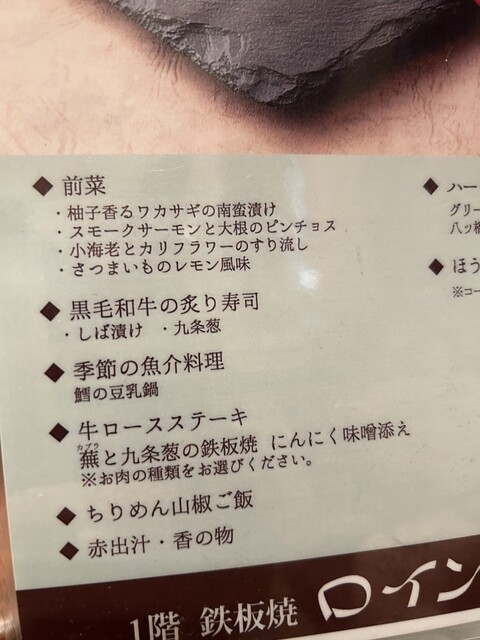 ◆ 前菜
・柚子香るワカサギの南蛮漬け
・スモークサーモンと大根のピンチョス
・小海老とカリフラワーのすり流し
・さつまいものレモン風味
◆ 黒毛和牛の炙り寿司
・しば漬け ・九条葱
◆ 季節の魚介料理
鱈の豆乳鍋
◆ 牛ロースステーキ
カブラ
蕪と九条葱の鉄板焼 にんにく味噌添え
※お肉の種類をお選びください。
◆ ちりめん山椒ご飯
◆ 赤出汁・香の物
◆ ハー
グリー
八ッ橋
◆ ほう
※コー
1階 鉄板焼 ロイン